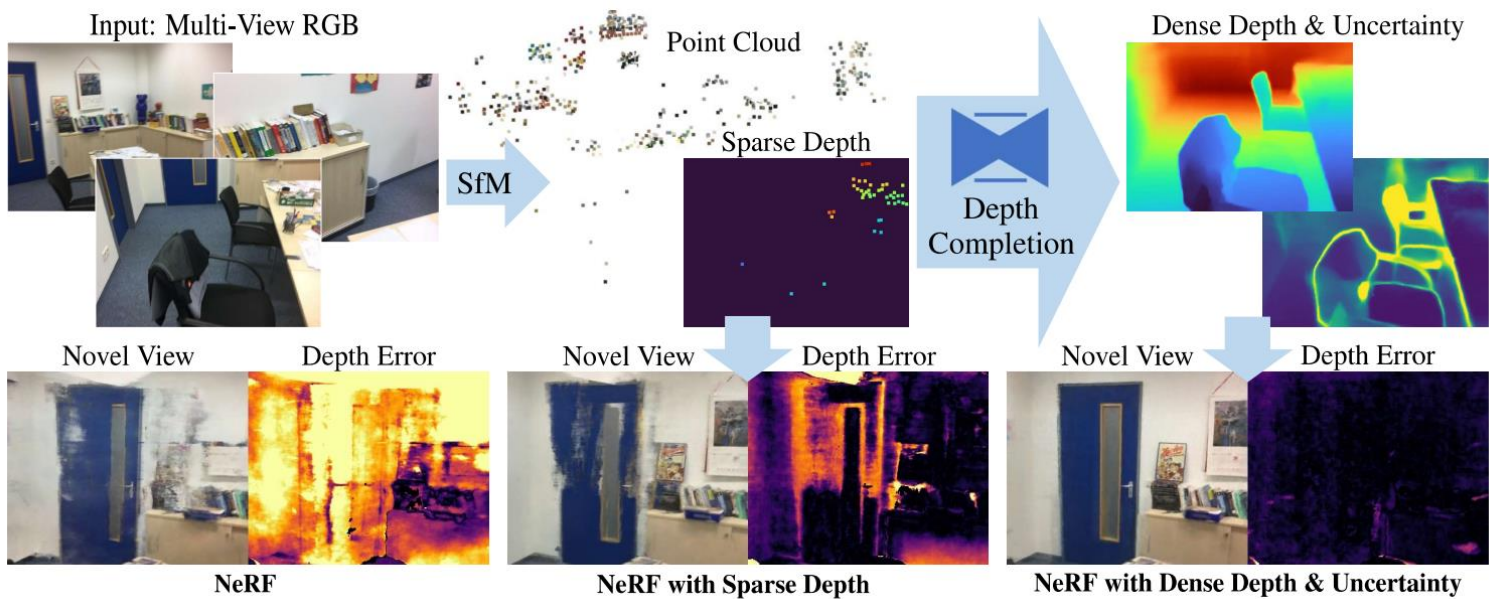 Input: Multi-View RGB
Point Cloud
Dense Depth & Uncertainty
SfM
Sparse Depth
Depth
Completion
Novel View
Depth Error
Novel View
Depth Error
Novel View
Depth Error
NeRF
NeRF with Sparse Depth
NeRF with Dense Depth & Uncertainty